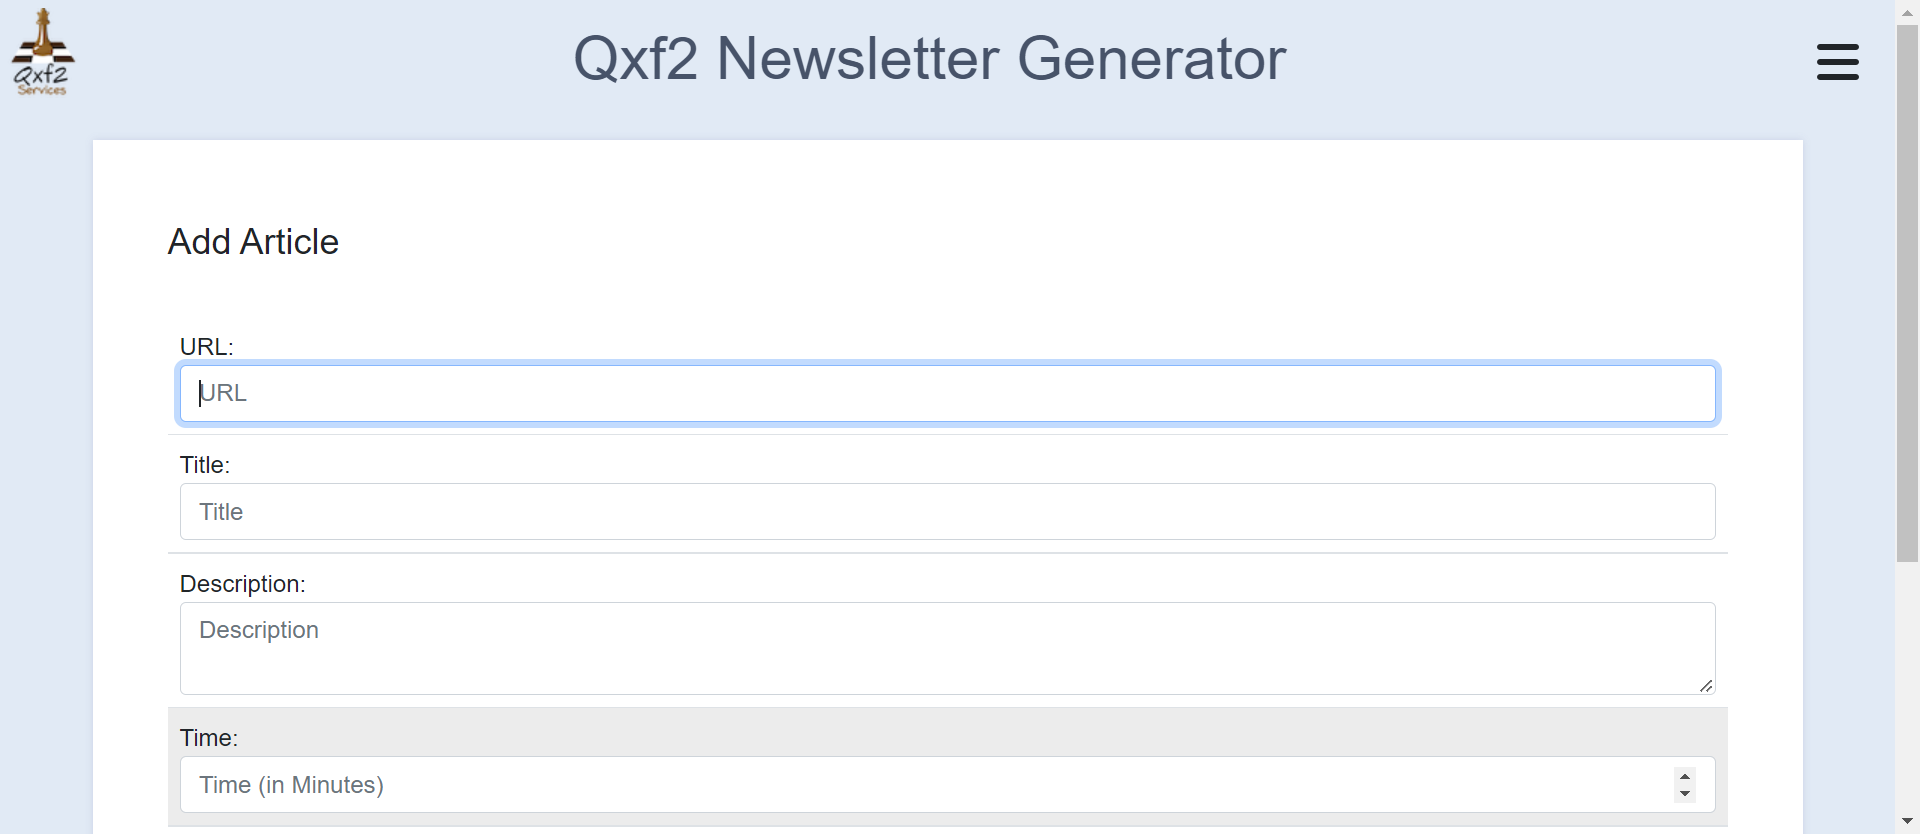 Qxf2
Services
Qxf2 Newsletter Generator
Add Article
URL:
URL
Title:
Title
Description:
Description
Time:
Time (in Minutes)